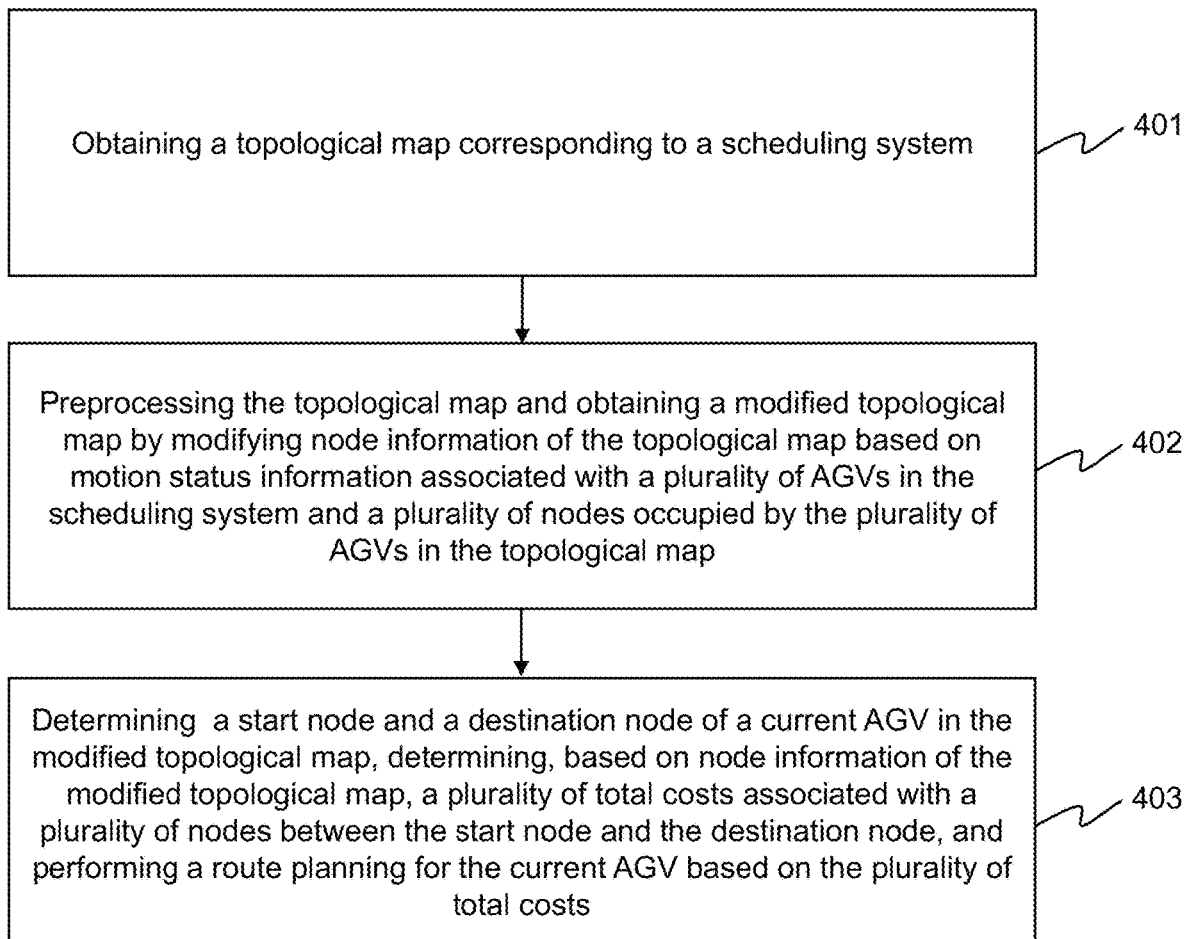 Obtaining a topological map corresponding to a scheduling system
401
Preprocessing the topological map and obtaining a modified topological
map by modifying node information of the topological map based on
motion status information associated with a plurality of AGVs in the
scheduling system and a plurality of nodes occupied by the plurality of
AGVs in the topological map
402
Determining a start node and a destination node of a current AGV in the
modified topological map, determining, based on node information of the
modified topological map, a plurality of total costs associated with a
plurality of nodes between the start node and the destination node, and
performing a route planning for the current AGV based on the plurality of
total costs
403